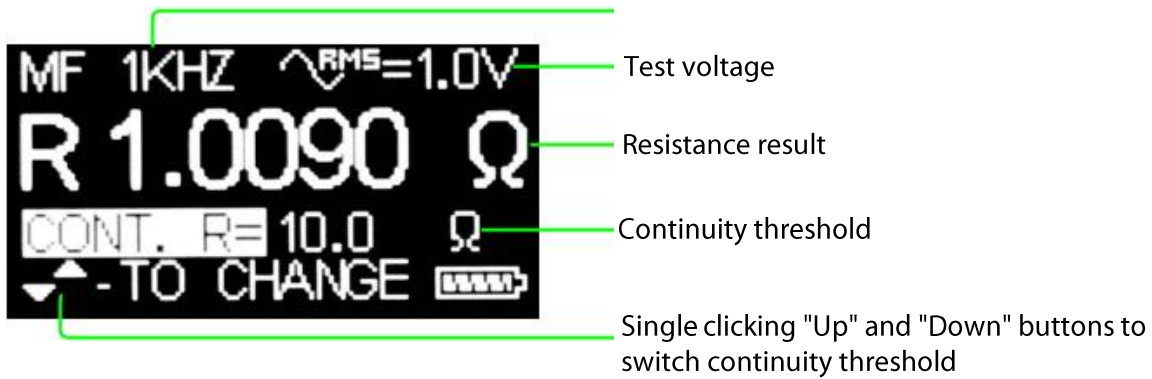 MF 1KHZ RMS=1.0V
Test voltage
R 1.0090 Ω
Resistance result
CONT. R= 10.0 Ω
Continuity threshold
-TO CHANGE
Single clicking "Up" and "Down" buttons to
switch continuity threshold